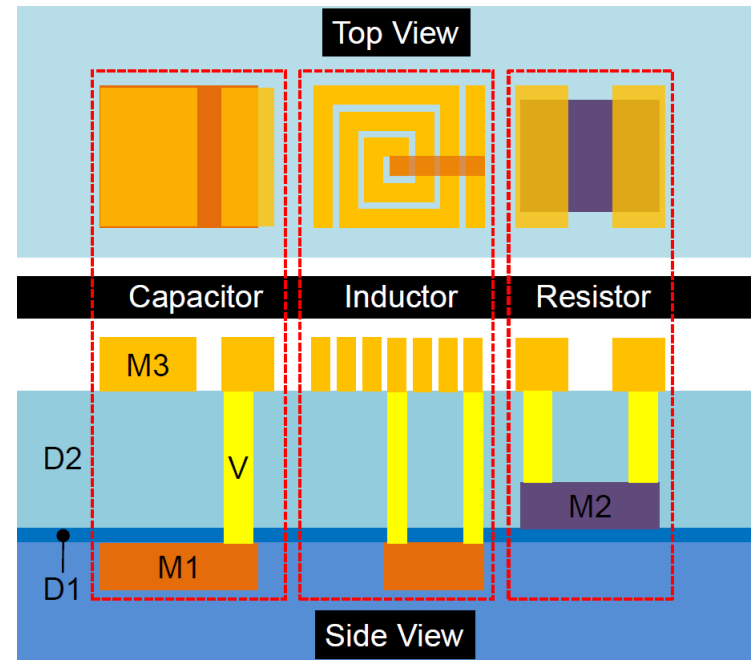 Top View
Capacitor
Inductor
Resistor
M3
D2
V
M2
M1
D1
Side View